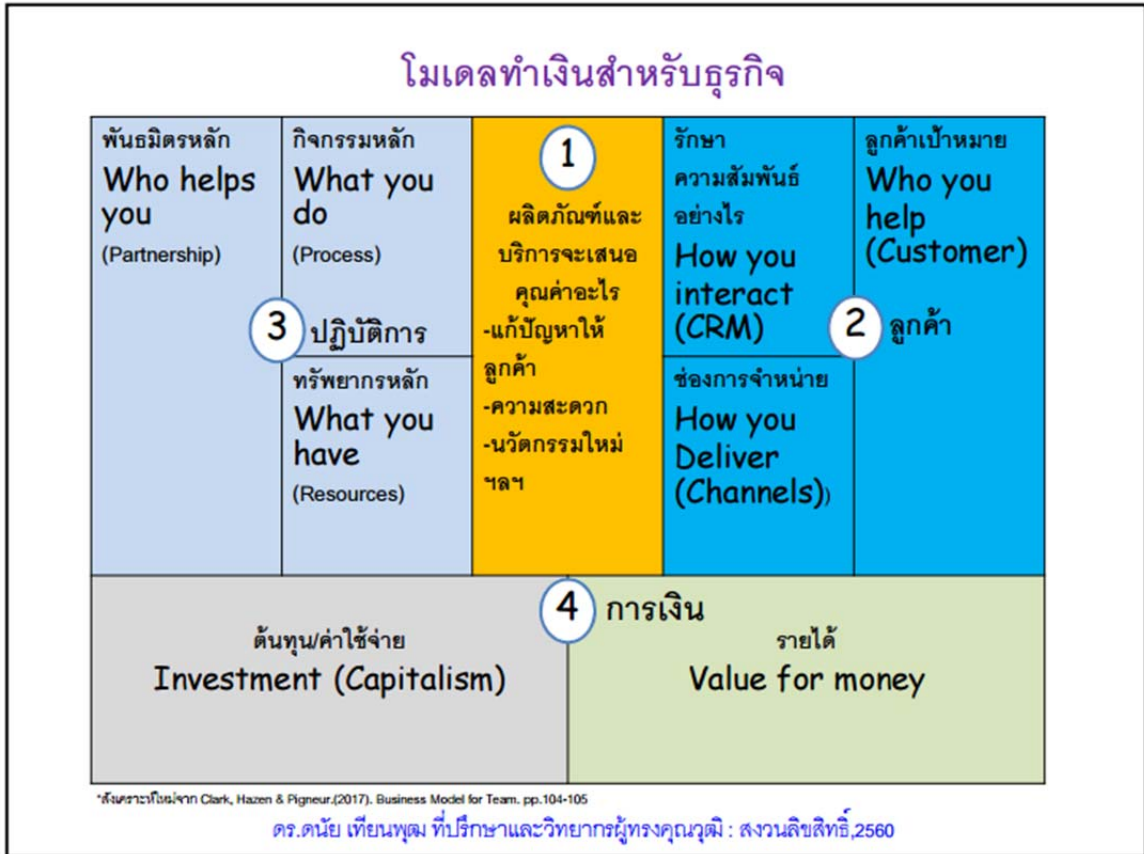 โมเดลทำเงินสำหรับธุรกิจ
พันธมิตรหลัก
Who helps
you
(Partnership)
กิจกรรมหลัก
What you
do
(Process)
3 ปฏิบัติการ
ทรัพยากรหลัก
What you
have
(Resources)
1
ผลิตภัณฑ์และ
บริการจะเสนอ
คุณค่าอะไร
-แก้ปัญหาให้
ลูกค้า
-ความสะดวก
-นวัตกรรมใหม่
ฯลฯ
รักษา
ความสัมพันธ์
อย่างไร
How you
interact
(CRM)
ช่องการจำหน่าย
How you
Deliver
(Channels))
ลูกค้าเป้าหมาย
Who you
help
(Customer)
2 ลูกค้า
4 การเงิน
ต้นทุน/ค่าใช้จ่าย
Investment (Capitalism)
รายได้
Value for money
*สังเคราะห์ใหม่จาก Clark, Hazen & Pigneur.(2017). Business Model for Team. pp.104-105
ดร.ดนัย เทียนพุฒ ที่ปรึกษาและวิทยากรผู้ทรงคุณวุฒิ : สงวนลิขสิทธิ์,2560